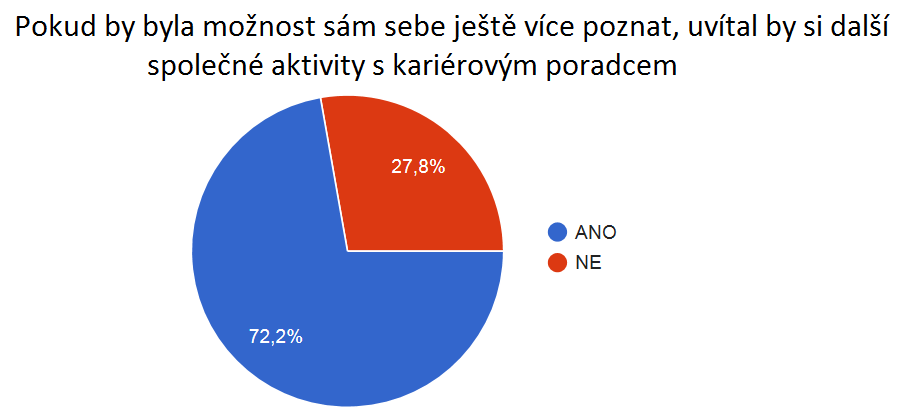 Pokud by byla možnost sám sebe ještě více poznat, uvítal by si další
společné aktivity s kariérovým poradcem
27,8%
ANO
NE
72,2%